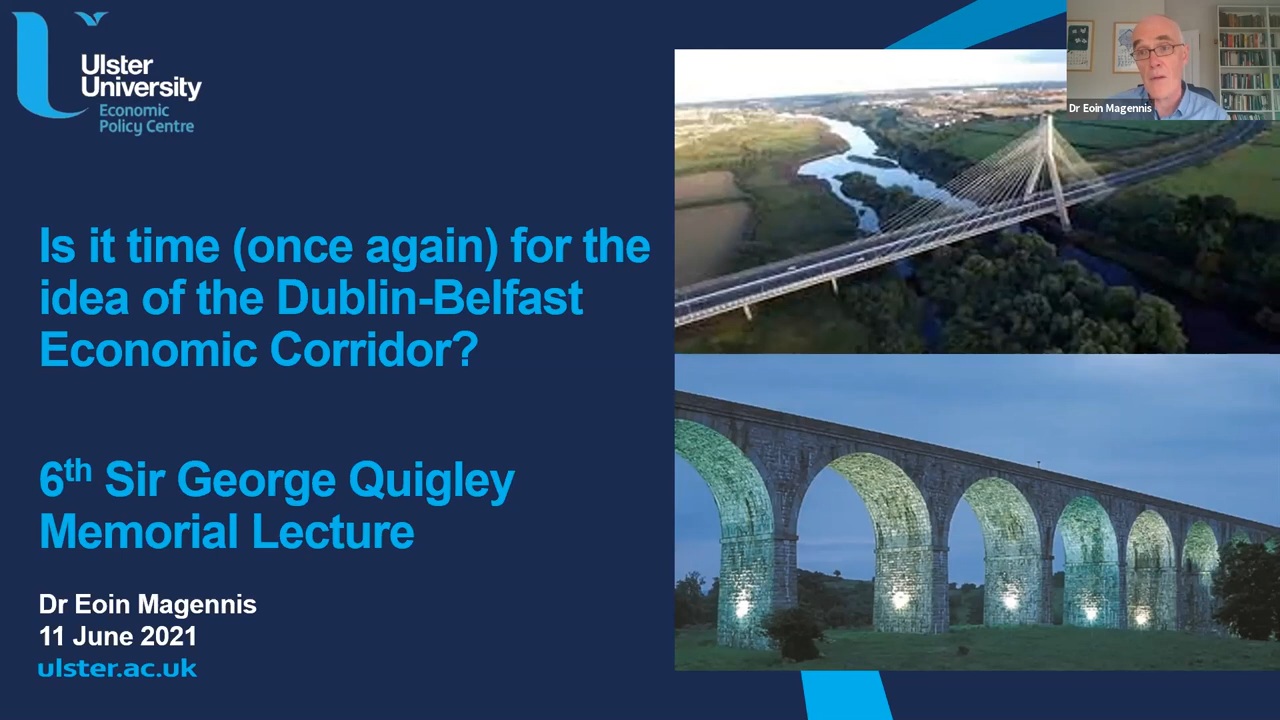 Ulster
University
Economic
Policy Centre
Is it time (once again) for the
idea of the Dublin-Belfast
Economic Corridor?
6th Sir George Quigley
Memorial Lecture
Dr Eoin Magennis
11 June 2021
ulster.ac.uk
Dr Eoin Magennis